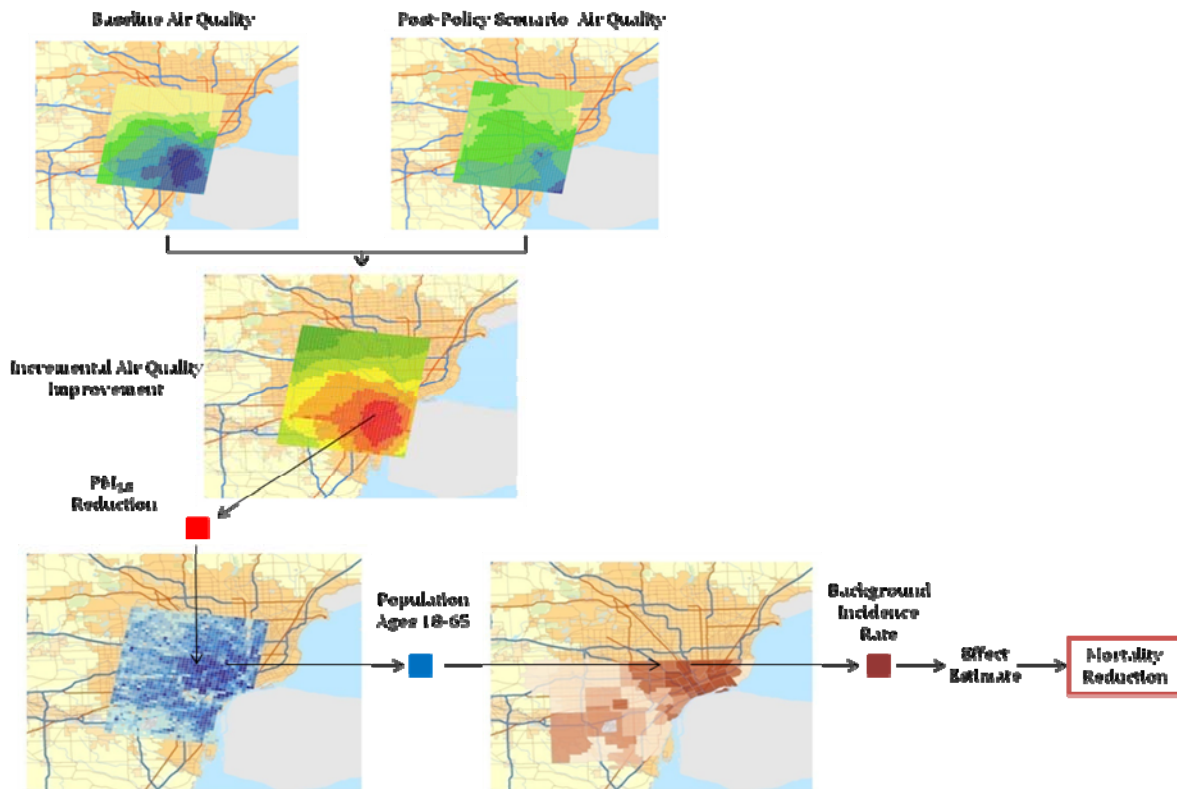 Baseline Air Quality
Post-Policy Scenario Air Quality
Incremental Air Quality
Improvement
PM2.5
Reduction
Population
Ages 18-65
Background
Incidence
Rate
Effect
Estimate
Mortality
Reduction